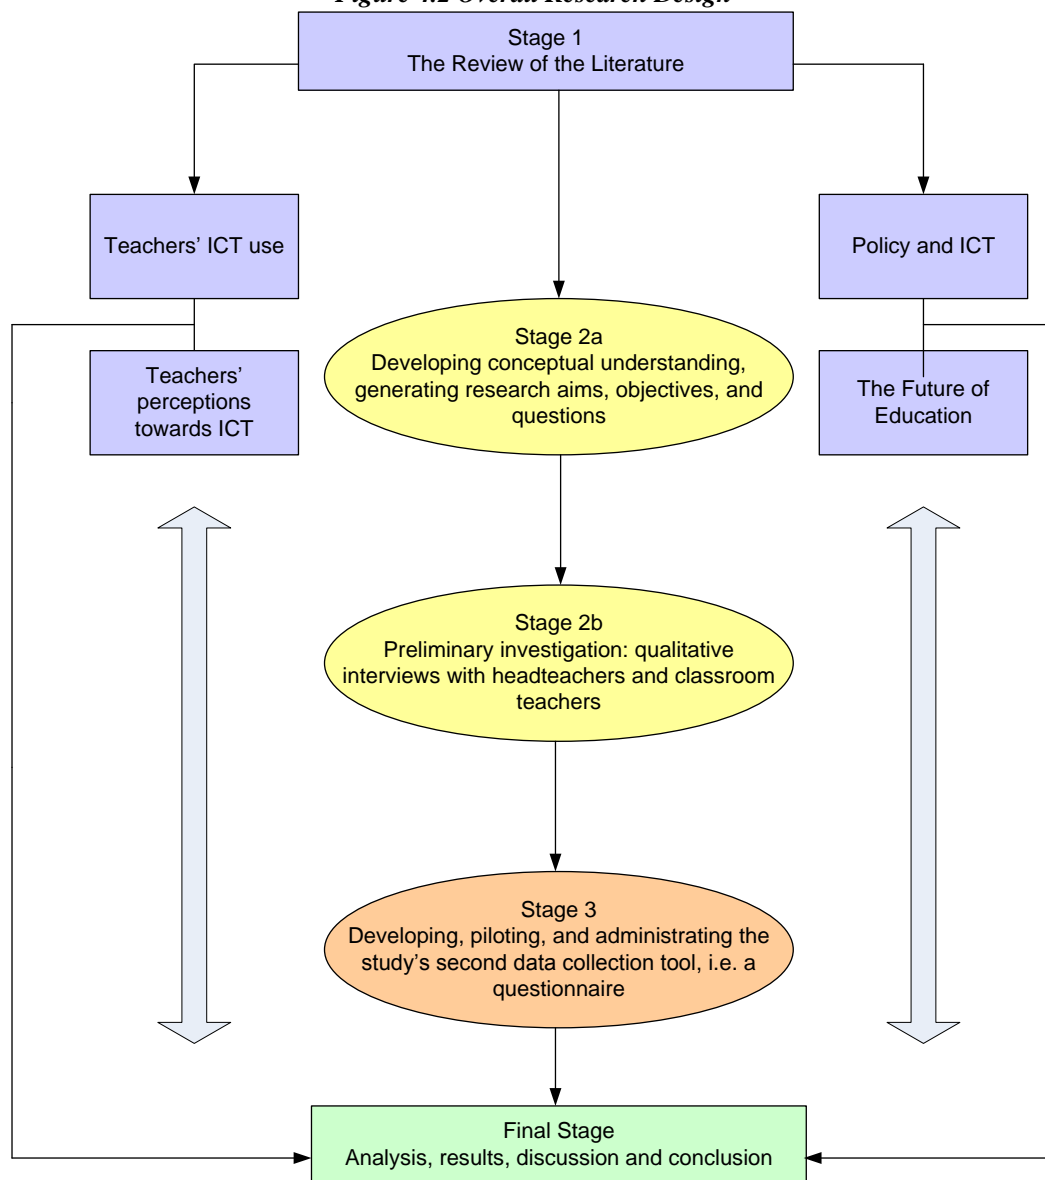 Figure 4.2 Overall Research Design
Stage 1
The Review of the Literature
Teachers’ ICT use
Policy and ICT
Stage 2a
Developing conceptual understanding,
generating research aims, objectives, and
questions
Teachers’
perceptions
towards ICT
The Future of
Education
Stage 2b
Preliminary investigation: qualitative
interviews with headteachers and classroom
teachers
Stage 3
Developing, piloting, and administrating the
study’s second data collection tool, i.e. a
questionnaire
Final Stage
Analysis, results, discussion and conclusion